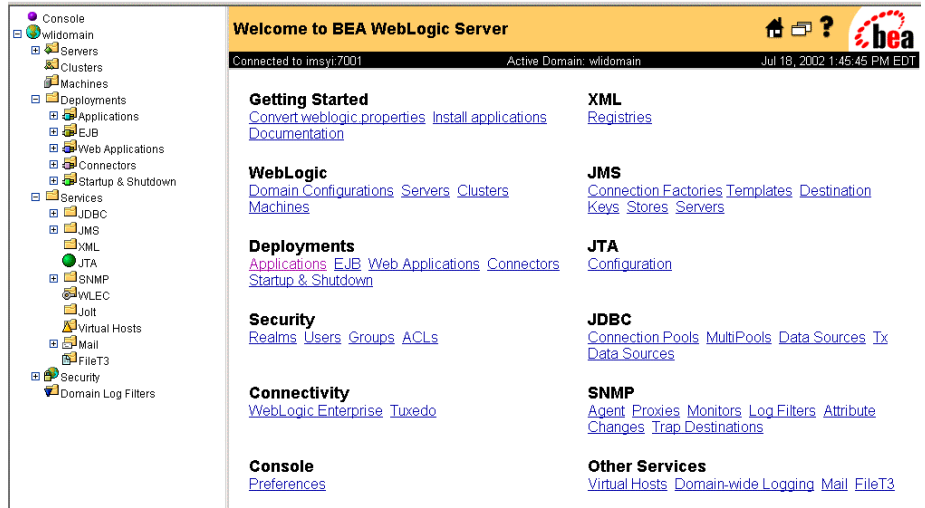 Console
wlidomain
Servers
Clusters
Machines
Deployments
Applications
EJB
Web Applications
Connectors
Startup & Shutdown
Services
JDBC
JMS
XML
JTA
SNMP
WLEC
Jolt
Virtual Hosts
Mail
FileT3
Security
Domain Log Filters
Welcome to BEA WebLogic Server
?
bea
Connected to imsyi:7001 Active Domain: wlidomain Jul 18, 2002 1:45:45 PM EDT
Getting Started
Convert weblogic.properties Install applications
Documentation
WebLogic
Domain Configurations Servers Clusters
Machines
Deployments
Applications EJB Web Applications Connectors
Startup & Shutdown
Security
Realms Users Groups ACLs
Connectivity
WebLogic Enterprise Tuxedo
Console
Preferences
XML
Registries
JMS
Connection Factories Templates Destination
Keys Stores Servers
JTA
Configuration
JDBC
Connection Pools MultiPools Data Sources Tx
Data Sources
SNMP
Agent Proxies Monitors Log Filters Attribute
Changes Trap Destinations
Other Services
Virtual Hosts Domain-wide Logging Mail FileT3